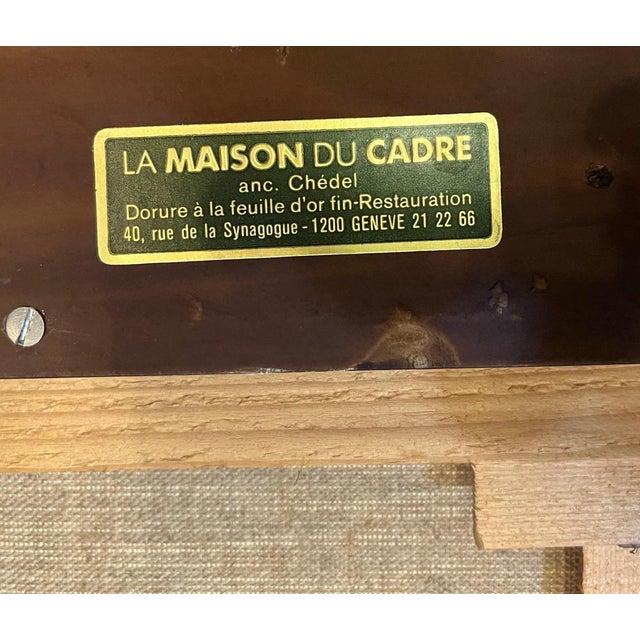 LA MAISON DU CADRE
anc. Chédel
Dorure à la feuille d'or fin-Restauration
40, rue de la Synagogue - 1200 GENEVE 21 22 66